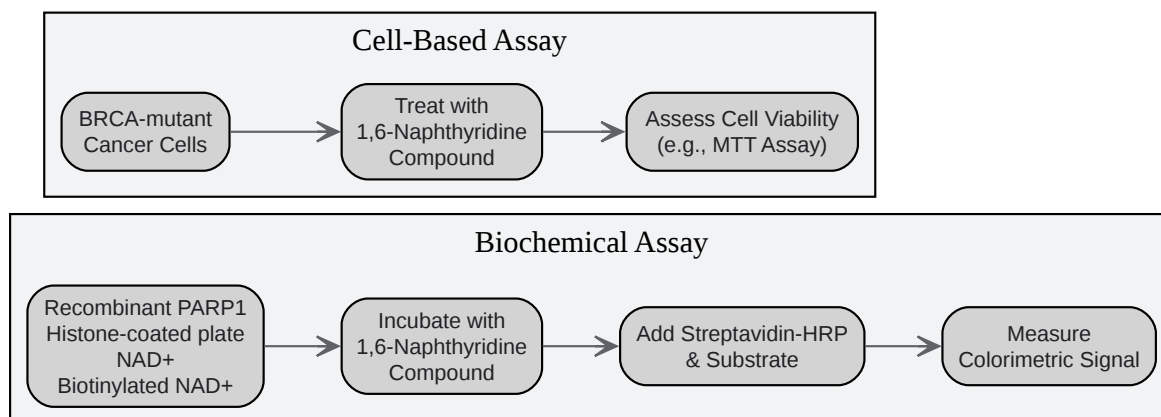 Cell-Based Assay
BRCA-mutant
Cancer Cells
Treat with
1,6-Naphthyridine
Compound
Assess Cell Viability
(e.g., MTT Assay)
Biochemical Assay
Recombinant PARP1
Histone-coated plate
NAD+
Biotinylated NAD+
Incubate with
1,6-Naphthyridine
Compound
Add Streptavidin-HRP
& Substrate
Measure
Colorimetric Signal